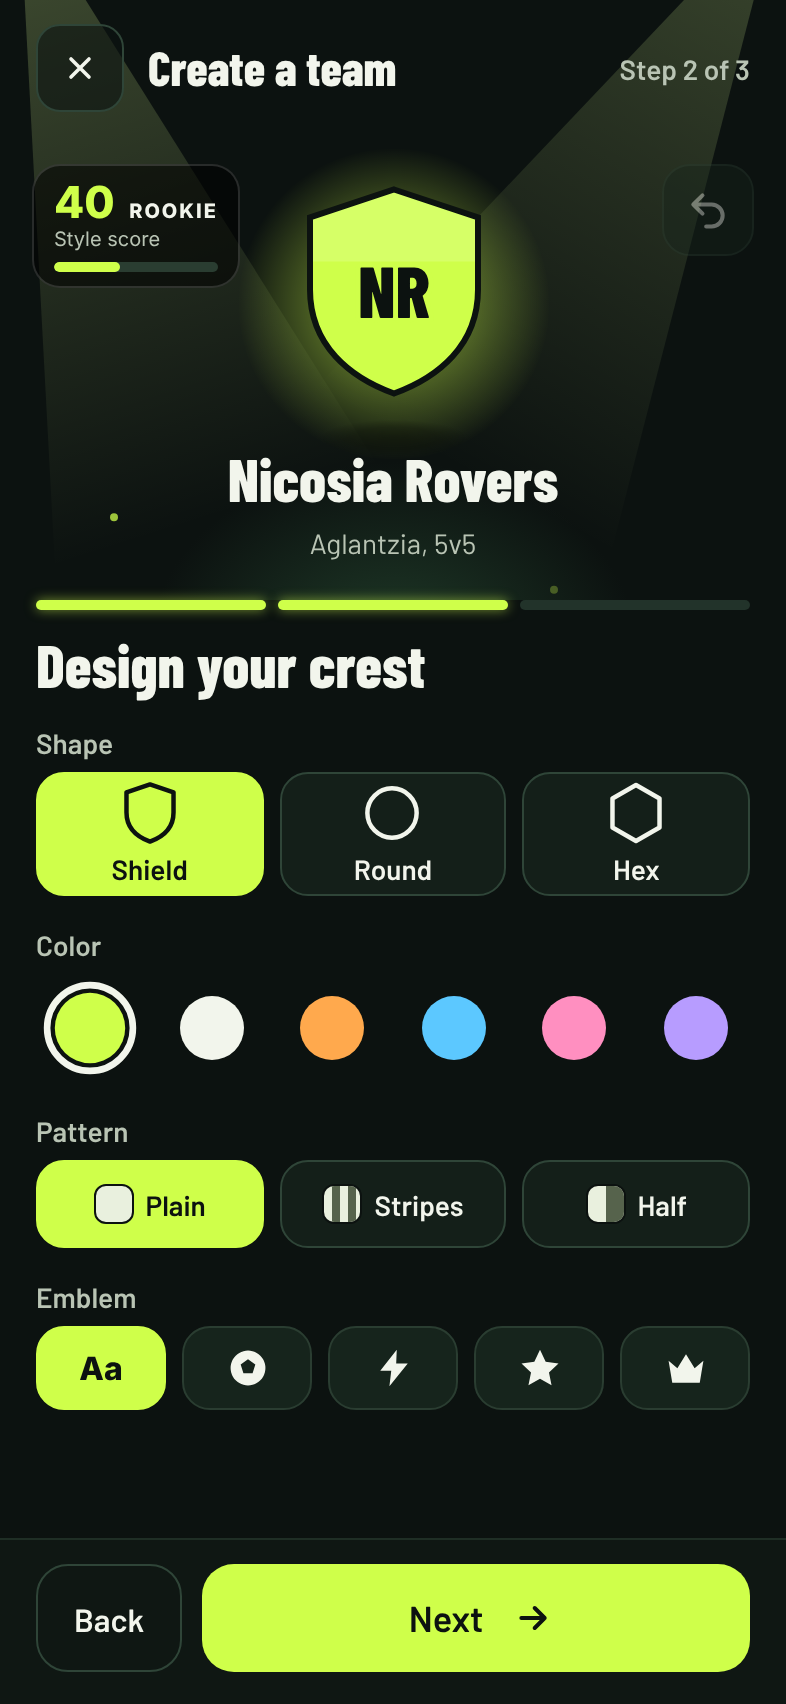 Create a team
Step 2 of 3
40 ROOKIE
Style score
NR
Nicosia Rovers
Aglantzia, 5v5
Design your crest
Shape
Shield
Round
Hex
Color
Pattern
Plain
Stripes
Half
Emblem
Aa
Back
Next